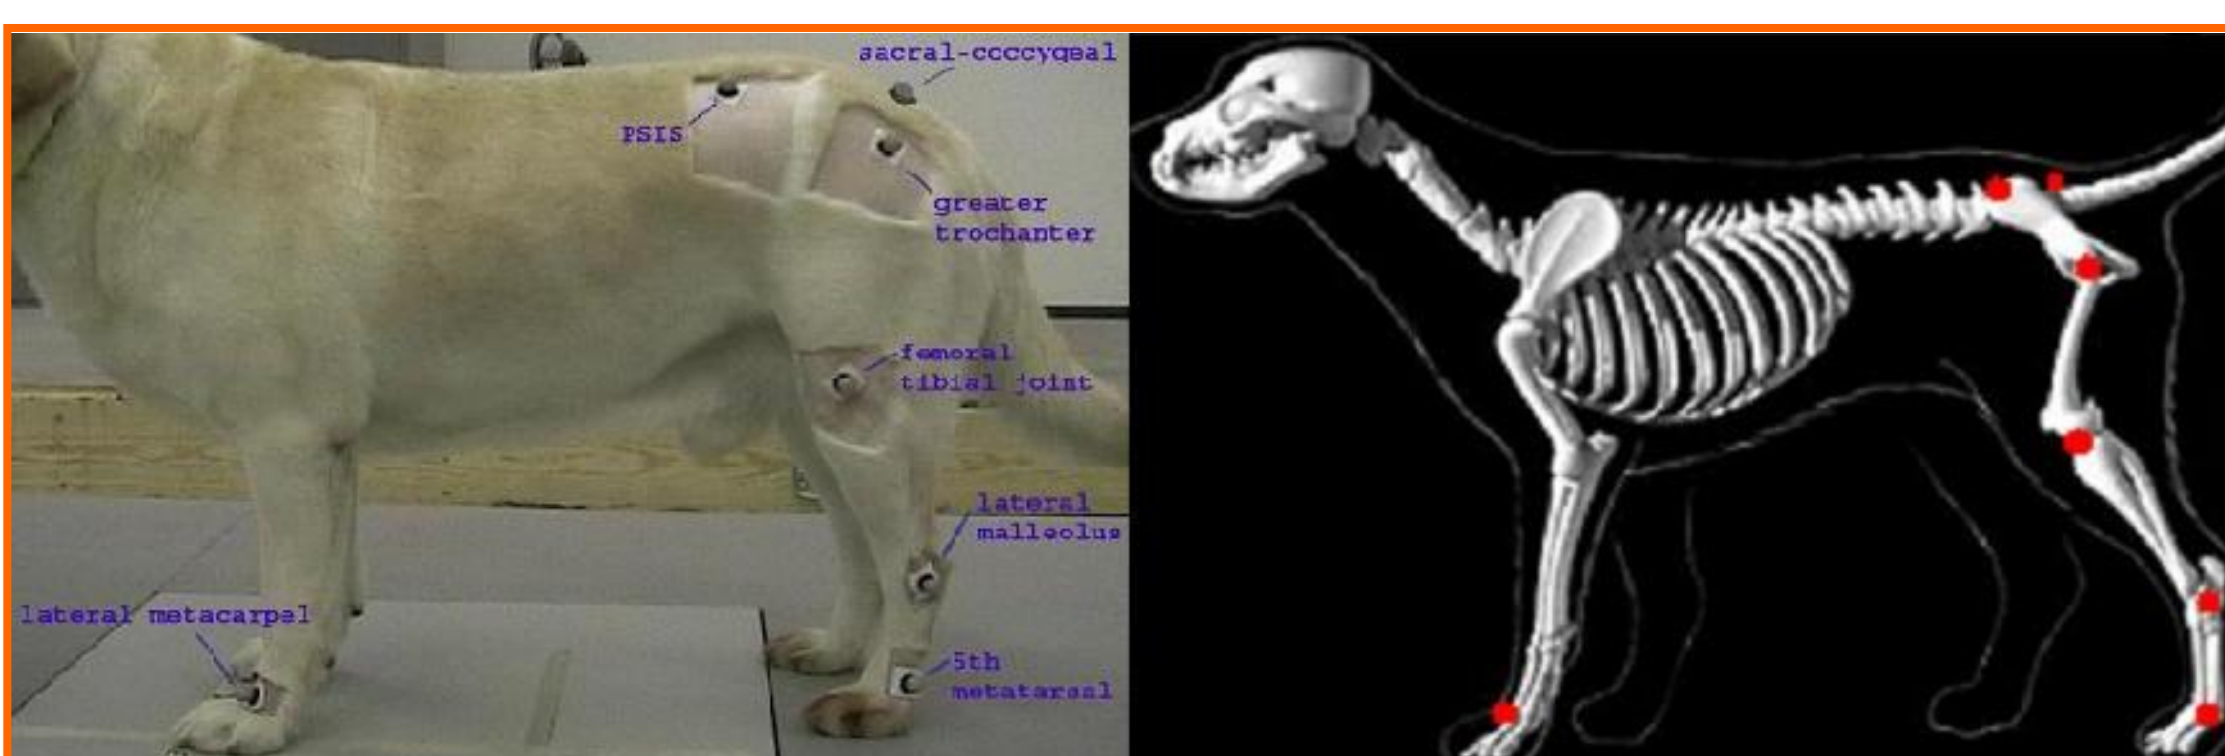 sacral-coccygeal
PSIS
greater
trochanter
femoral
tibial joint
lateral
malleolus
lateral metacarpal
5th
metatarsal